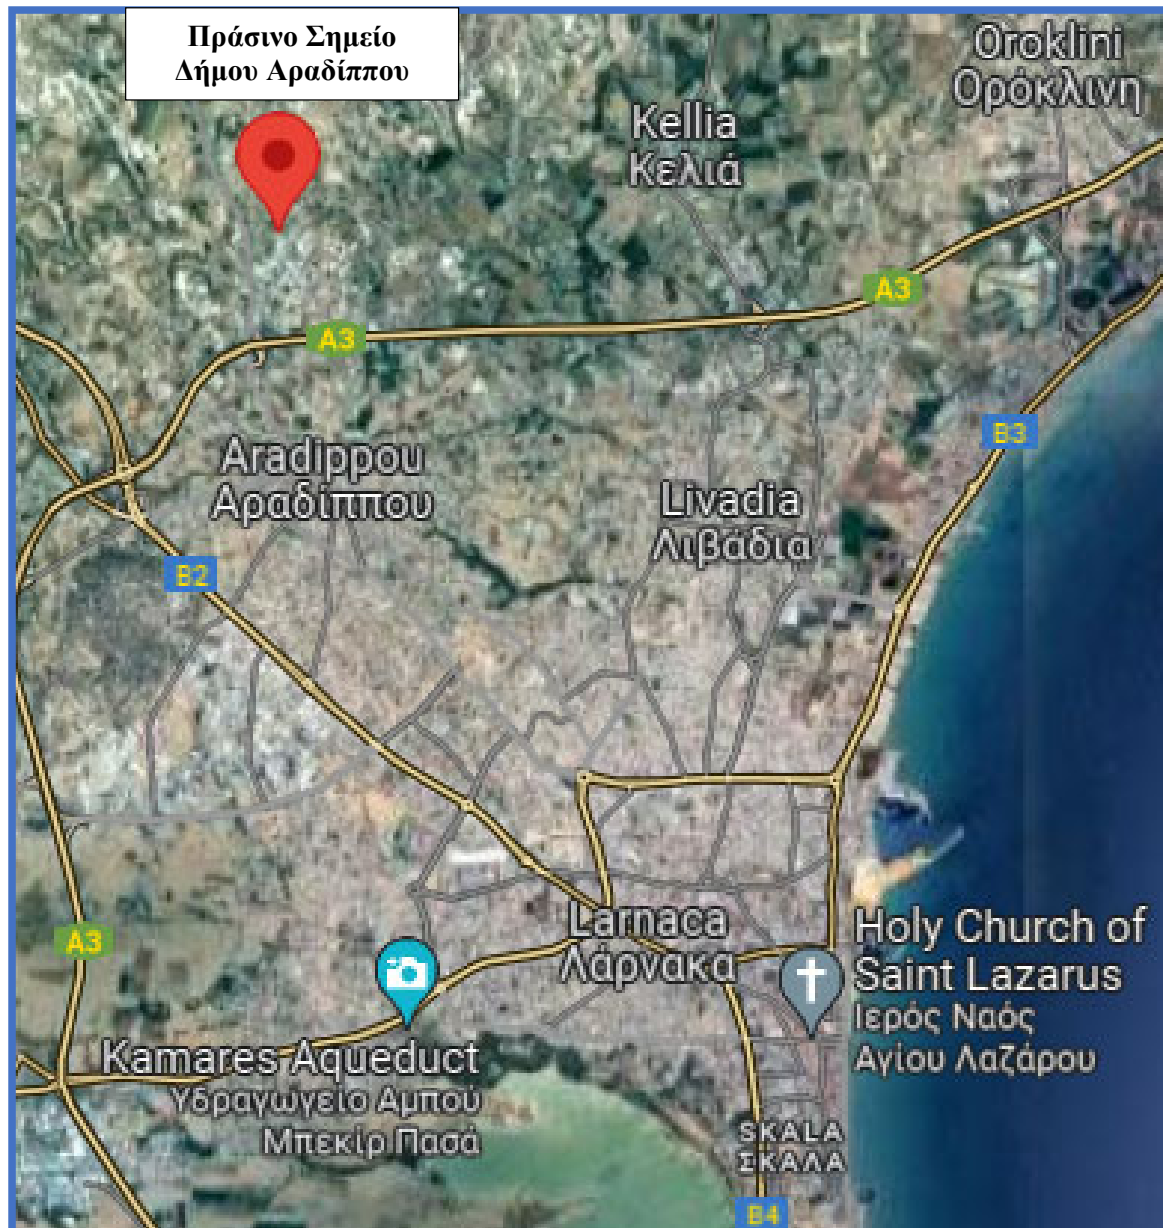 Πράσινο Σημείο
Δήμου Αραδίππου
Oroklini
Ορόκλινη
Kellia
Κελιά
A3
A3
B3
Aradippou
Αραδίππου
Livadia
Λιβάδια
B2
A3
Larnaca
Λάρνακα
Holy Church of
Saint Lazarus
Ιερός Ναός
Αγίου Λαζάρου
Kamares Aqueduct
Υδραγωγείο Αμπού
Μπεκίρ Πασά
SKALA
ΣΚΑΛΑ
B4